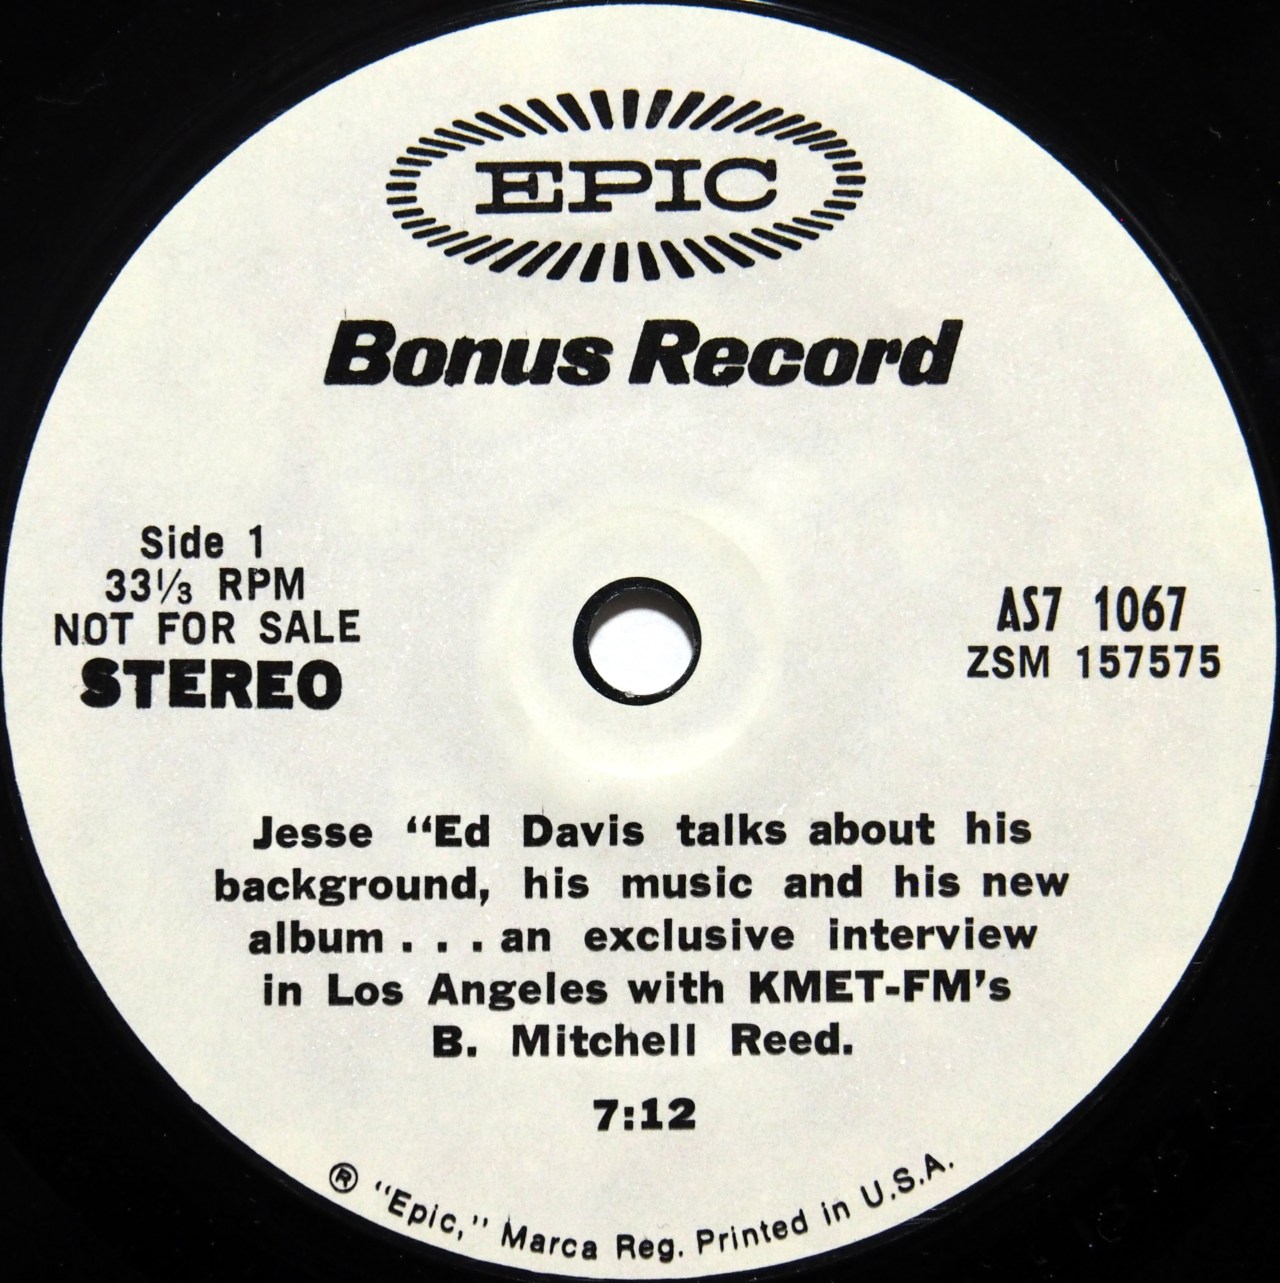 EPIC
Bonus Record
Side 1
33⅓ RPM
NOT FOR SALE
STEREO
AS7 1067
ZSM 157575
Jesse “Ed Davis talks about his
background, his music and his new
album . . . an exclusive interview
in Los Angeles with KMET-FM’s
B. Mitchell Reed.
7:12
® “Epic,” Marca Reg. Printed in U.S.A.